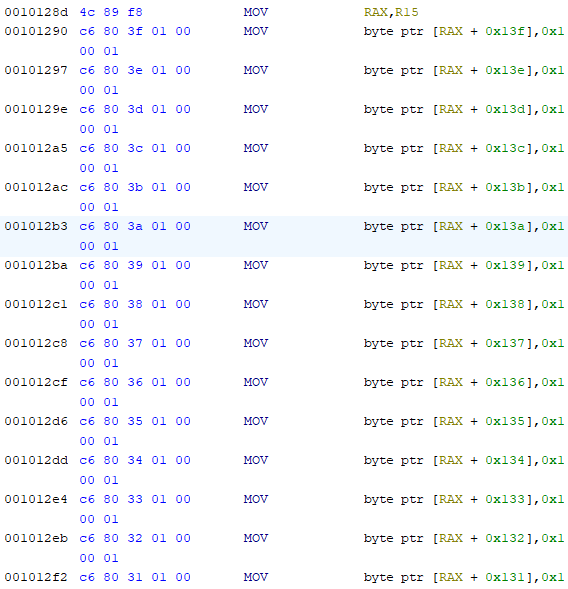 0010128d 4c 89 f8 MOV RAX,R15
00101290 c6 80 3f 01 00 MOV byte ptr [RAX + 0x13f],0x1
00 01
00101297 c6 80 3e 01 00 MOV byte ptr [RAX + 0x13e],0x1
00 01
0010129e c6 80 3d 01 00 MOV byte ptr [RAX + 0x13d],0x1
00 01
001012a5 c6 80 3c 01 00 MOV byte ptr [RAX + 0x13c],0x1
00 01
001012ac c6 80 3b 01 00 MOV byte ptr [RAX + 0x13b],0x1
00 01
001012b3 c6 80 3a 01 00 MOV byte ptr [RAX + 0x13a],0x1
00 01
001012ba c6 80 39 01 00 MOV byte ptr [RAX + 0x139],0x1
00 01
001012c1 c6 80 38 01 00 MOV byte ptr [RAX + 0x138],0x1
00 01
001012c8 c6 80 37 01 00 MOV byte ptr [RAX + 0x137],0x1
00 01
001012cf c6 80 36 01 00 MOV byte ptr [RAX + 0x136],0x1
00 01
001012d6 c6 80 35 01 00 MOV byte ptr [RAX + 0x135],0x1
00 01
001012dd c6 80 34 01 00 MOV byte ptr [RAX + 0x134],0x1
00 01
001012e4 c6 80 33 01 00 MOV byte ptr [RAX + 0x133],0x1
00 01
001012eb c6 80 32 01 00 MOV byte ptr [RAX + 0x132],0x1
00 01
001012f2 c6 80 31 01 00 MOV byte ptr [RAX + 0x131],0x1